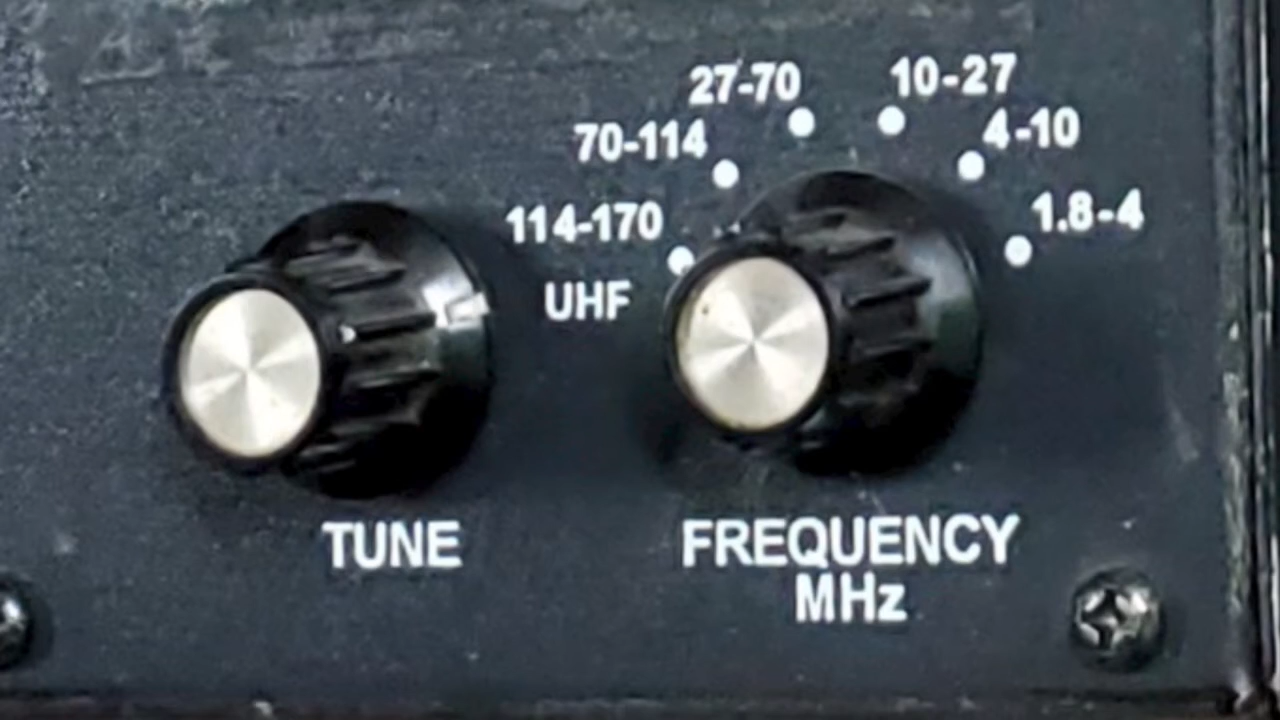 27-70
10-27
70-114
4-10
114-170
1.8-4
UHF
TUNE
FREQUENCY
MHz